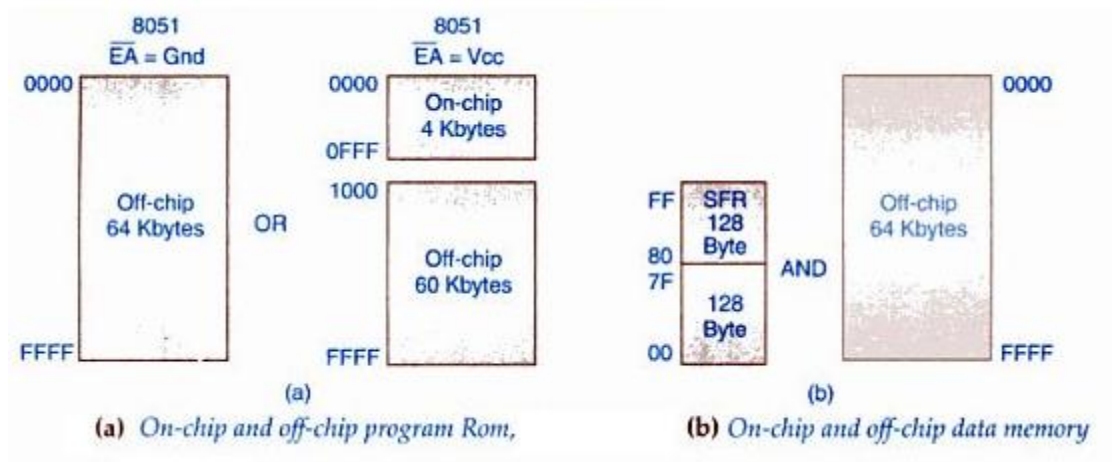 8051
E̅A̅ = Gnd
0000
Off-chip
64 Kbytes
FFFF
OR
8051
E̅A̅ = Vcc
0000
On-chip
4 Kbytes
0FFF
1000
Off-chip
60 Kbytes
FFFF
(a)
FF
SFR
128
Byte
80
7F
128
Byte
00
AND
0000
Off-chip
64 Kbytes
FFFF
(b)
(a) On-chip and off-chip program Rom,
(b) On-chip and off-chip data memory